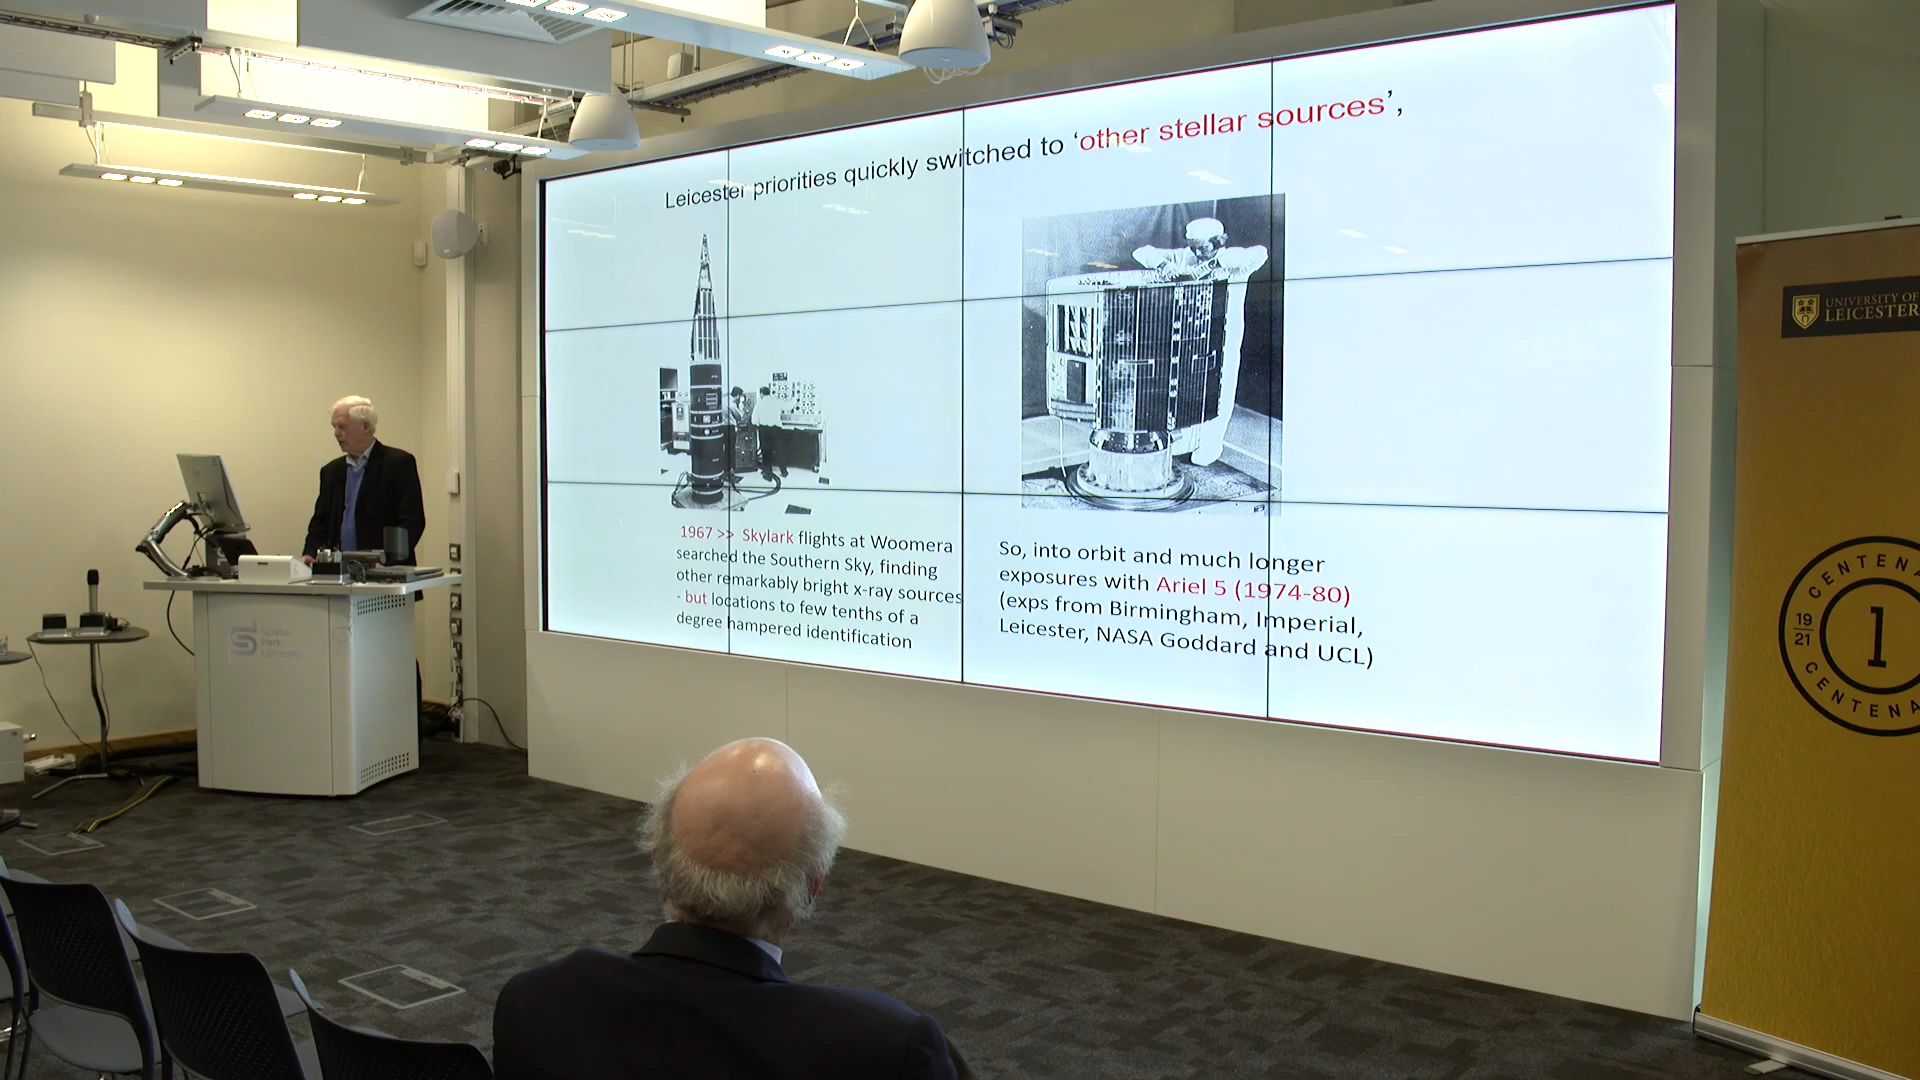 Leicester priorities quickly switched to ‘other stellar sources’,
1967 >> Skylark flights at Woomera
searched the Southern Sky, finding
other remarkably bright x-ray sources
- but locations to few tenths of a
degree hampered identification
So, into orbit and much longer
exposures with Ariel 5 (1974-80)
(exps from Birmingham, Imperial,
Leicester, NASA Goddard and UCL)
UNIVERSITY OF
LEICESTER
CENTENA
19
21
1
CENTENA
Space
Park
Leicester